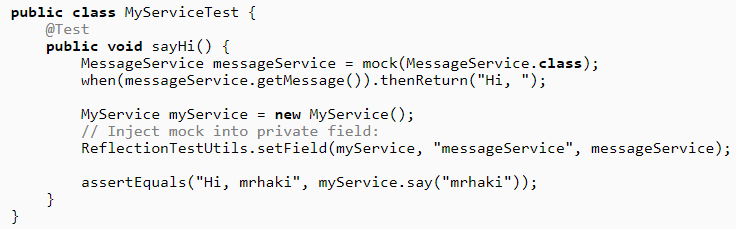 public class MyServiceTest {
    @Test
    public void sayHi() {
        MessageService messageService = mock(MessageService.class);
        when(messageService.getMessage()).thenReturn("Hi, ");

        MyService myService = new MyService();
        // Inject mock into private field:
        ReflectionTestUtils.setField(myService, "messageService", messageService);

        assertEquals("Hi, mrhaki", myService.say("mrhaki"));
    }
}